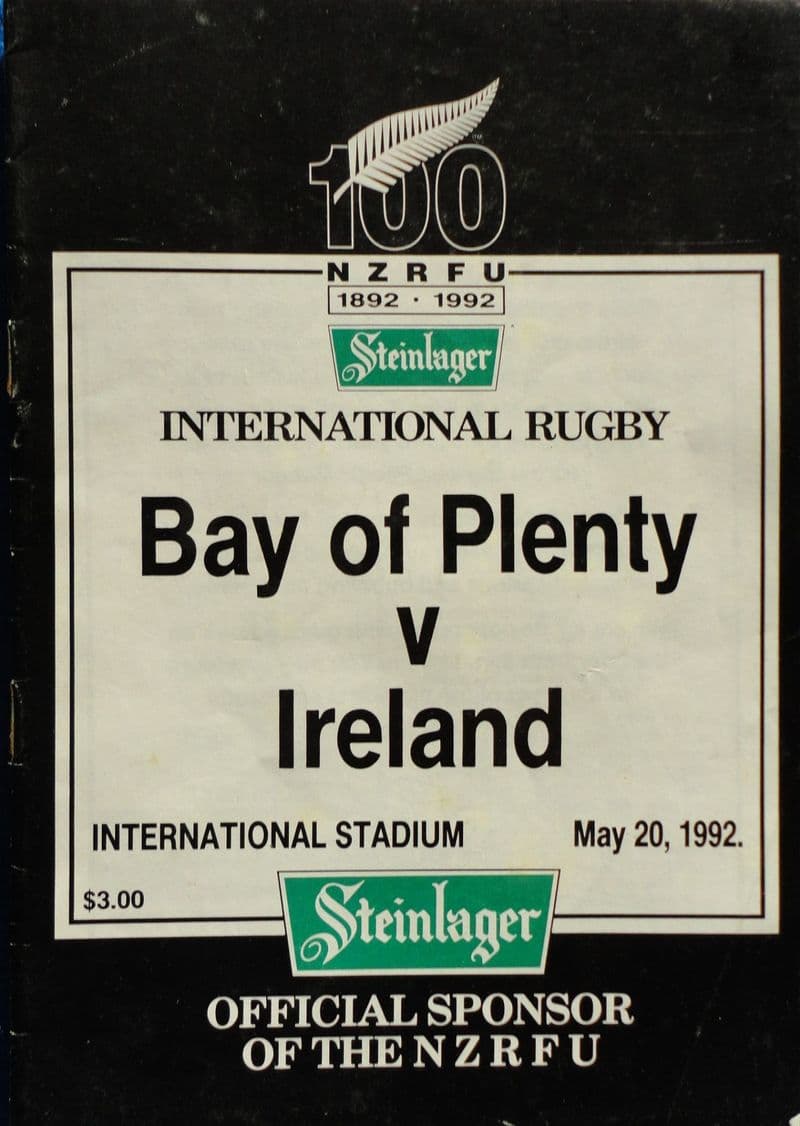 100
NZRFU
1892 · 1992
Steinlager
INTERNATIONAL RUGBY
Bay of Plenty
v
Ireland
INTERNATIONAL STADIUM May 20, 1992.
$3.00
Steinlager
OFFICIAL SPONSOR
OF THE N Z R F U